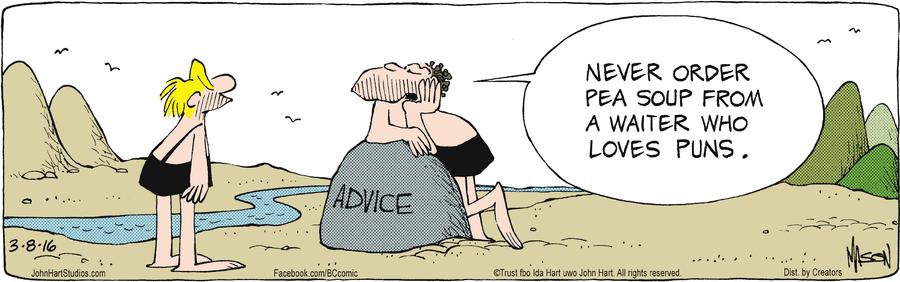 NEVER ORDER
PEA SOUP FROM
A WAITER WHO
LOVES PUNS.
ADVICE
3-8-16
MASON
JohnHartStudios.com
Facebook.com/BCcomic
©Trust fbo Ida Hart uwo John Hart. All rights reserved.
Dist. by Creators